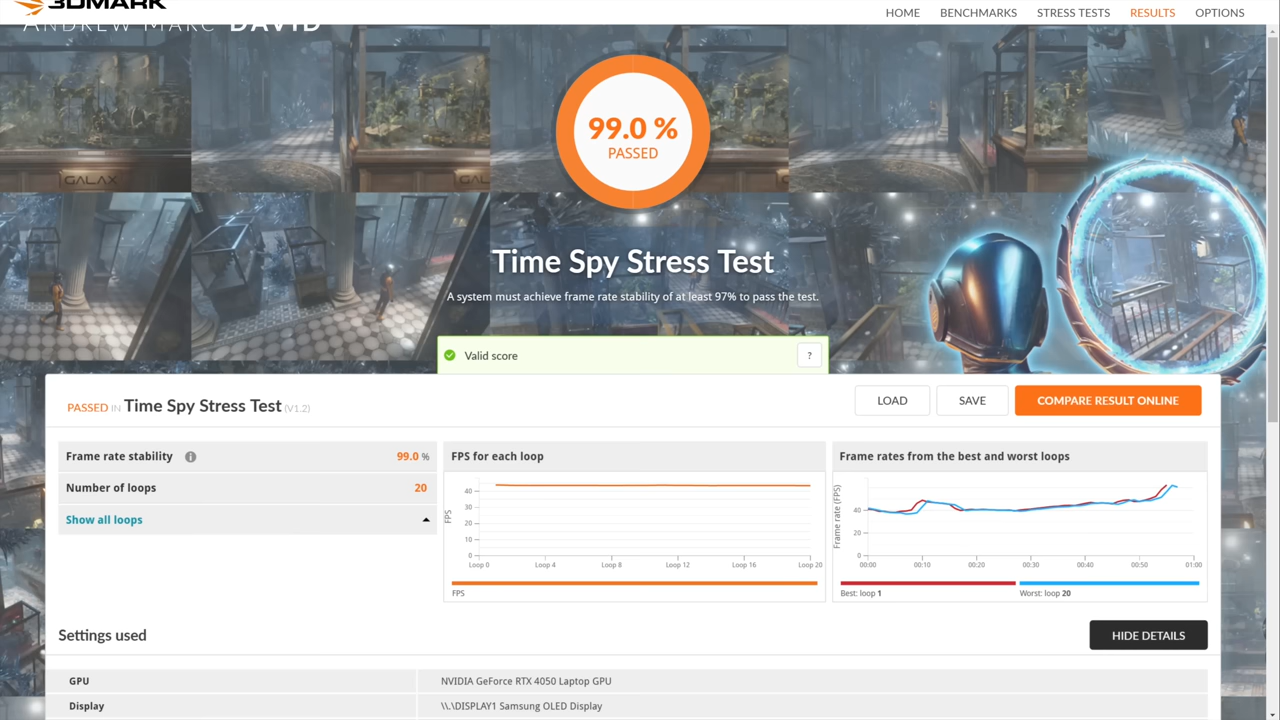 3DMARK
HOME BENCHMARKS STRESS TESTS RESULTS OPTIONS
ANDREW MARC DAVID
99.0 %
PASSED
GALAX
Time Spy Stress Test
A system must achieve frame rate stability of at least 97% to pass the test.
Valid score ?
PASSED IN Time Spy Stress Test (V1.2)
LOAD SAVE COMPARE RESULT ONLINE
Frame rate stability i 99.0 %
Number of loops 20
Show all loops
FPS for each loop
FPS
40
30
20
10
0
Loop 0 Loop 4 Loop 8 Loop 12 Loop 16 Loop 20
FPS
Frame rates from the best and worst loops
Frame rate (FPS)
40
20
0
00:00 00:10 00:20 00:30 00:40 00:50 01:00
Best: loop 1 Worst: loop 20
Settings used HIDE DETAILS
GPU NVIDIA GeForce RTX 4050 Laptop GPU
Display \\.\DISPLAY1 Samsung OLED Display